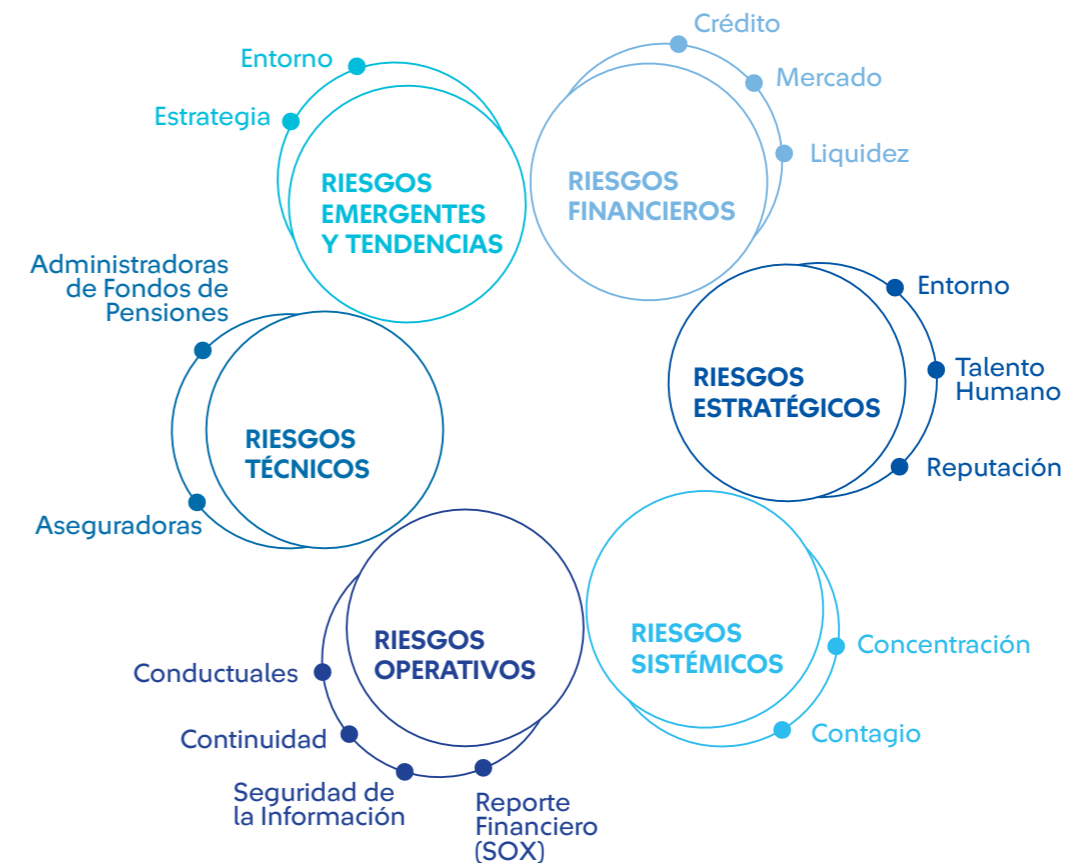 Entorno
Estrategia
RIESGOS
EMERGENTES
Y TENDENCIAS
Crédito
Mercado
Liquidez
RIESGOS
FINANCIEROS
Entorno
Talento
Humano
Reputación
RIESGOS
ESTRATÉGICOS
Administradoras
de Fondos de
Pensiones
Aseguradoras
RIESGOS
TÉCNICOS
RIESGOS
OPERATIVOS
Conductuales
Continuidad
Seguridad de
la Información
Reporte
Financiero
(SOX)
RIESGOS
SISTÉMICOS
Concentración
Contagio